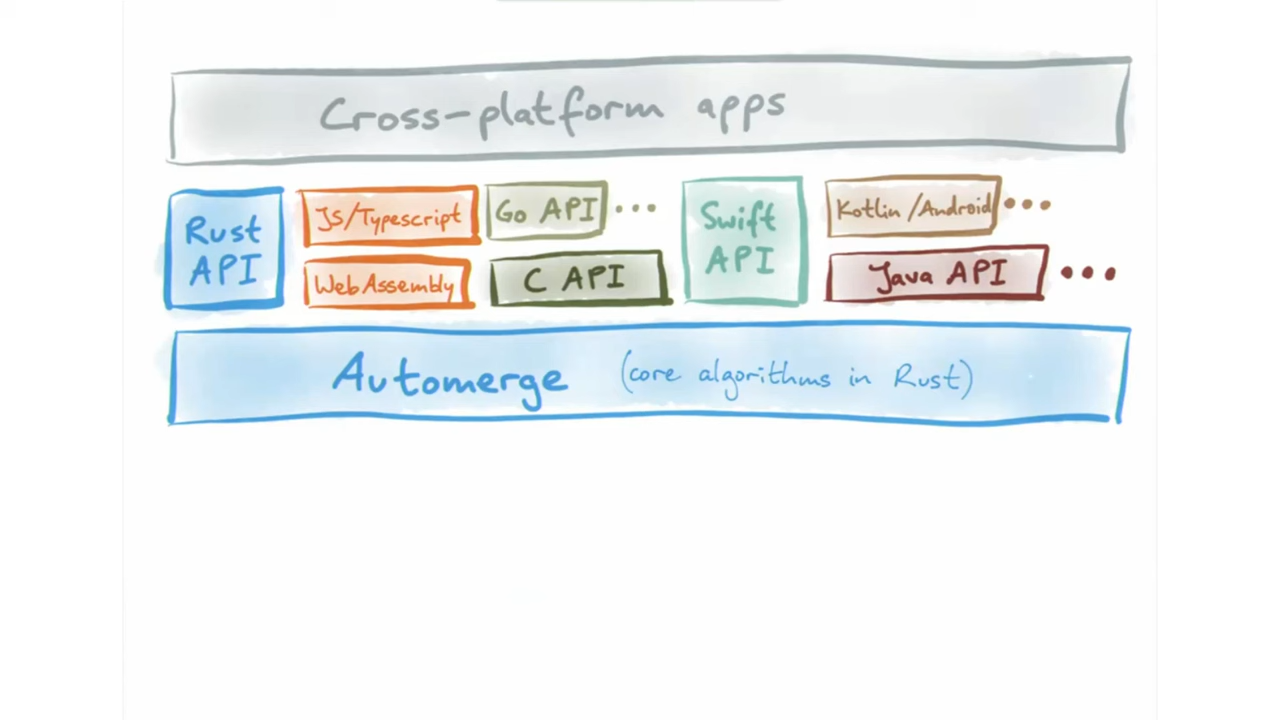 Cross-platform apps
Rust
API
Js/Typescript
WebAssembly
Go API ...
C API
Swift
API
Kotlin/Android ...
Java API ...
Automerge (core algorithms in Rust)